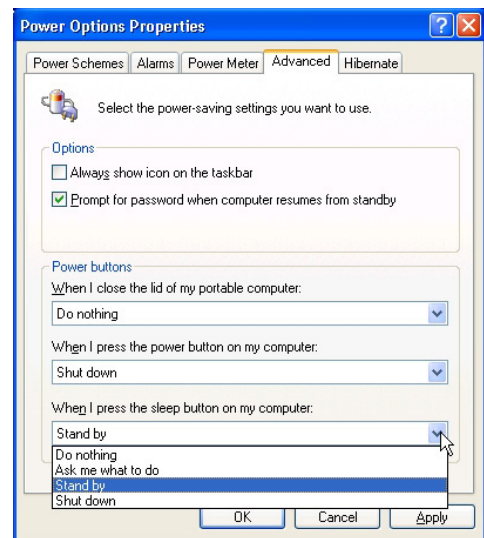 Power Options Properties
Power Schemes Alarms Power Meter Advanced Hibernate
Select the power-saving settings you want to use.
Options
Always show icon on the taskbar
Prompt for password when computer resumes from standby
Power buttons
When I close the lid of my portable computer:
Do nothing
When I press the power button on my computer:
Shut down
When I press the sleep button on my computer:
Stand by
Do nothing
Ask me what to do
Stand by
Shut down
OK Cancel Apply